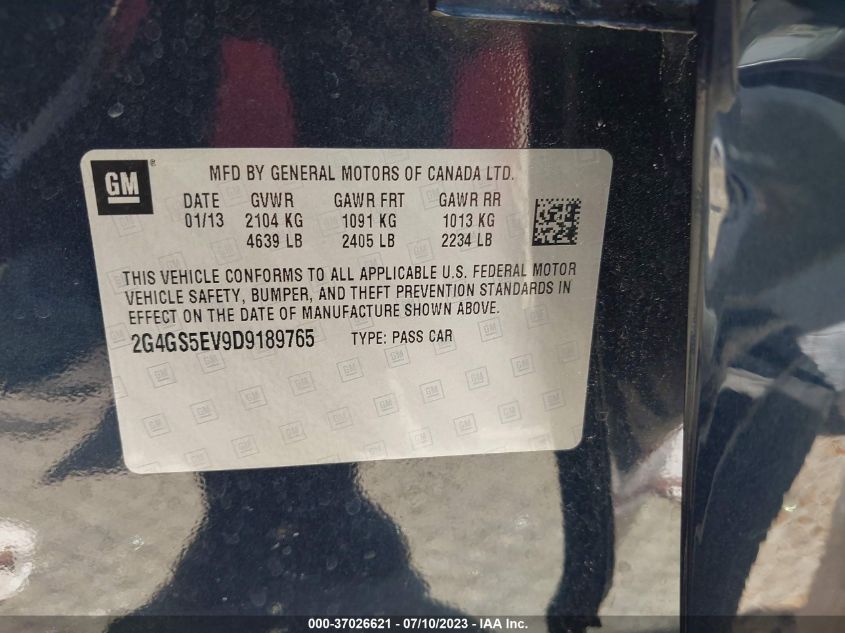 GM ® MFD BY GENERAL MOTORS OF CANADA LTD.
DATE GVWR GAWR FRT GAWR RR
01/13 2104 KG 1091 KG 1013 KG
4639 LB 2405 LB 2234 LB
THIS VEHICLE CONFORMS TO ALL APPLICABLE U.S. FEDERAL MOTOR
VEHICLE SAFETY, BUMPER, AND THEFT PREVENTION STANDARDS IN
EFFECT ON THE DATE OF MANUFACTURE SHOWN ABOVE.
2G4GS5EV9D9189765 TYPE: PASS CAR
000-37026621 / 07/10/2023 - IAA Inc.